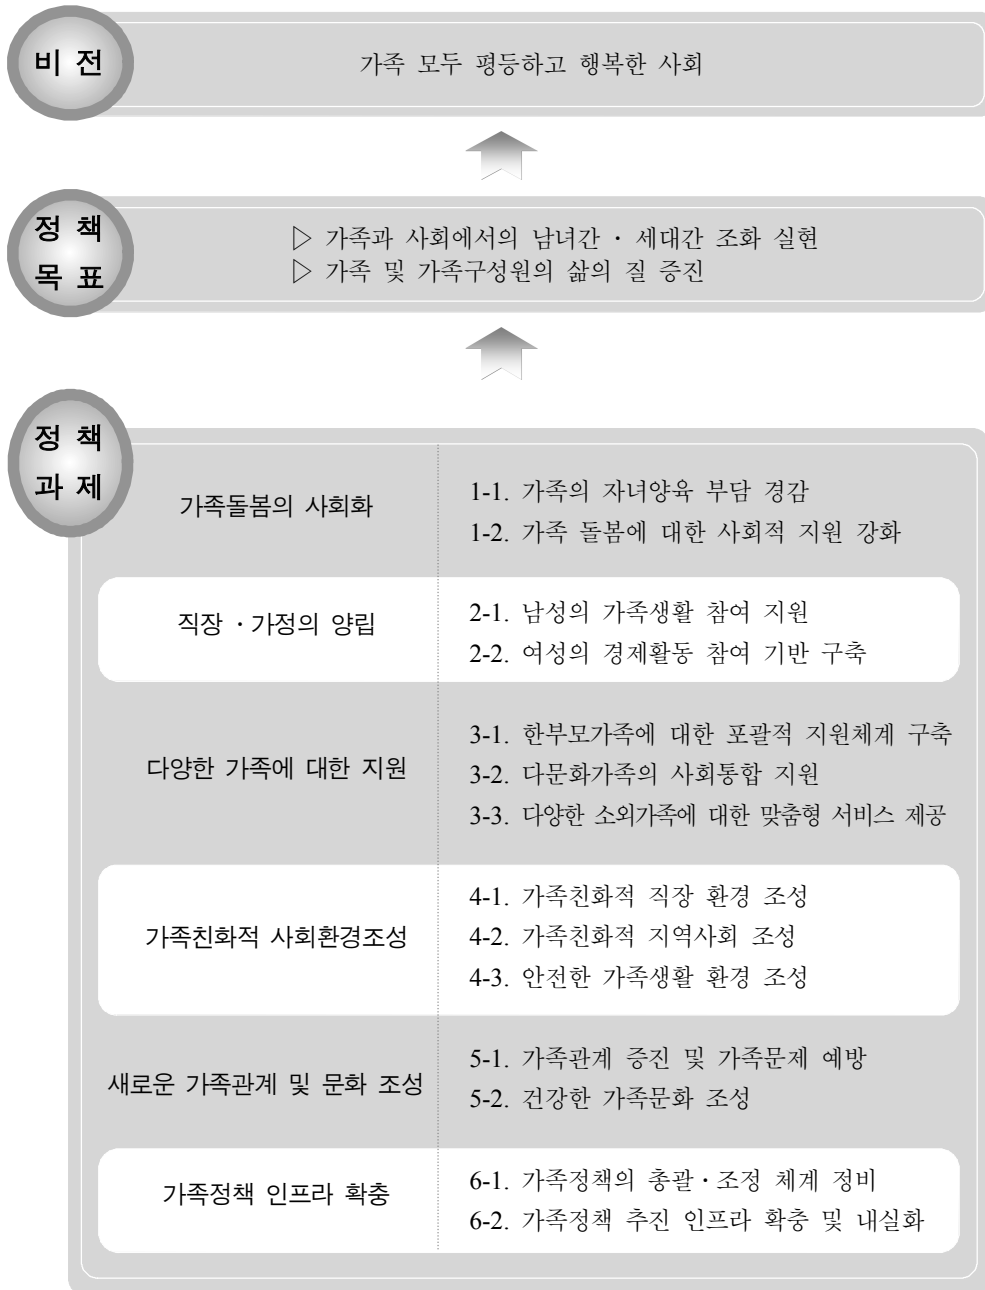 비 전
가족 모두 평등하고 행복한 사회
정 책
목 표
▷ 가족과 사회에서의 남녀간・세대간 조화 실현
▷ 가족 및 가족구성원의 삶의 질 증진
정 책
과 제
가족돌봄의 사회화
1-1. 가족의 자녀양육 부담 경감
1-2. 가족 돌봄에 대한 사회적 지원 강화
직장 ・가정의 양립
2-1. 남성의 가족생활 참여 지원
2-2. 여성의 경제활동 참여 기반 구축
다양한 가족에 대한 지원
3-1. 한부모가족에 대한 포괄적 지원체계 구축
3-2. 다문화가족의 사회통합 지원
3-3. 다양한 소외가족에 대한 맞춤형 서비스 제공
가족친화적 사회환경조성
4-1. 가족친화적 직장 환경 조성
4-2. 가족친화적 지역사회 조성
4-3. 안전한 가족생활 환경 조성
새로운 가족관계 및 문화 조성
5-1. 가족관계 증진 및 가족문제 예방
5-2. 건강한 가족문화 조성
가족정책 인프라 확충
6-1. 가족정책의 총괄・조정 체계 정비
6-2. 가족정책 추진 인프라 확충 및 내실화